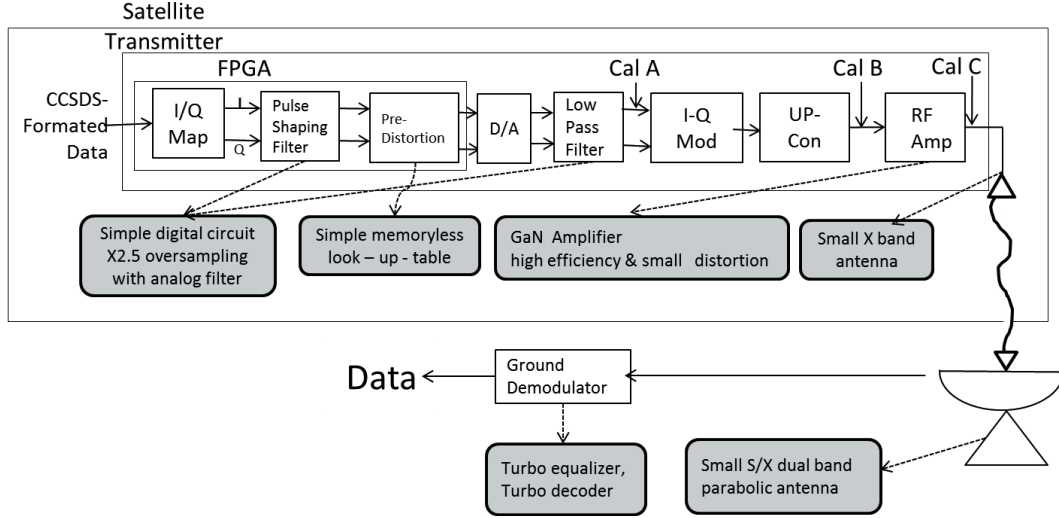 Satellite
Transmitter
FPGA
Cal A
Cal B
Cal C
CCSDS-
Formated
Data
I/Q
Map
I
Q
Pulse
Shaping
Filter
Pre-
Distortion
D/A
Low
Pass
Filter
I-Q
Mod
UP-
Con
RF
Amp
Simple digital circuit
X2.5 oversampling
with analog filter
Simple memoryless
look – up - table
GaN Amplifier
high efficiency & small distortion
Small X band
antenna
Data
Ground
Demodulator
Turbo equalizer,
Turbo decoder
Small S/X dual band
parabolic antenna